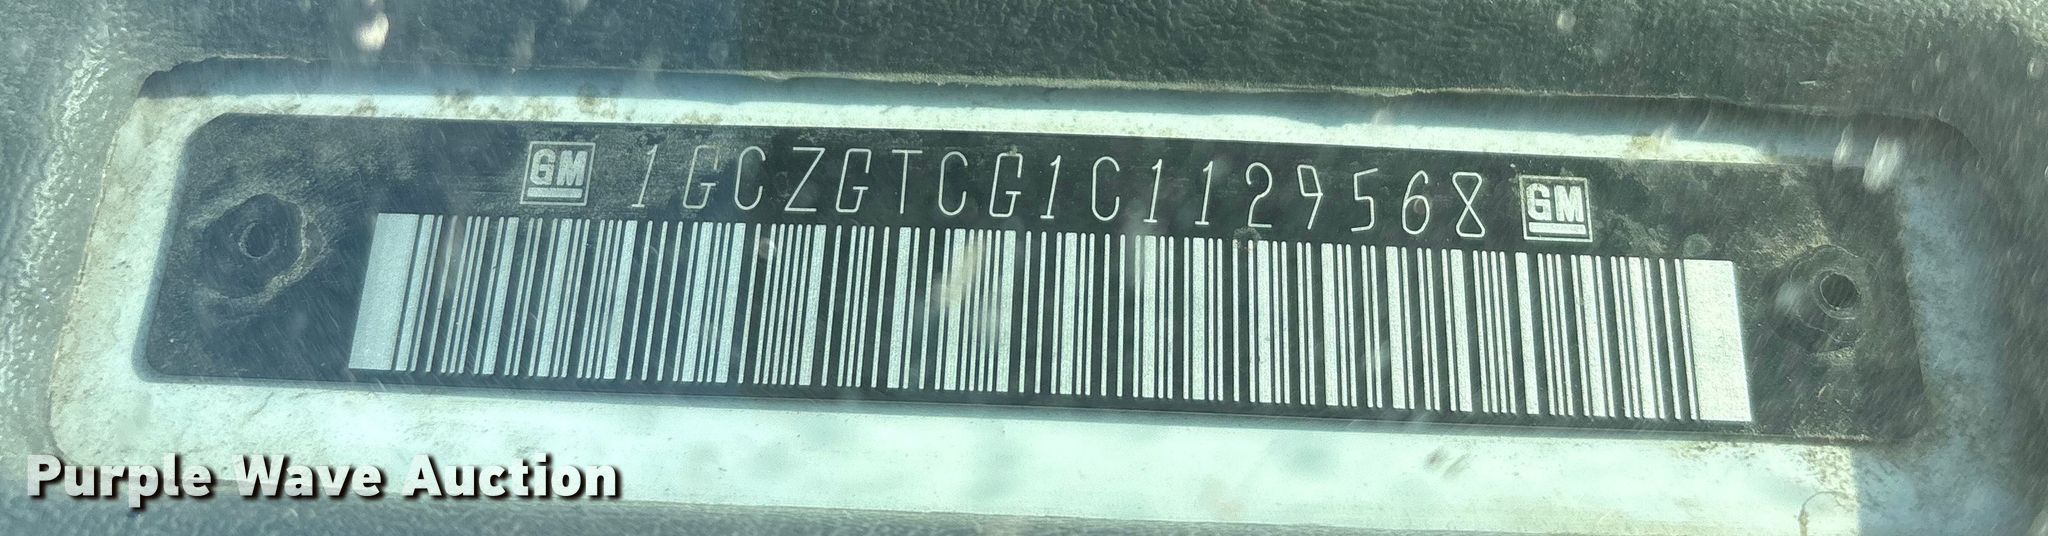 GM 1GCZGTCG1C1129568 GM
Purple Wave Auction